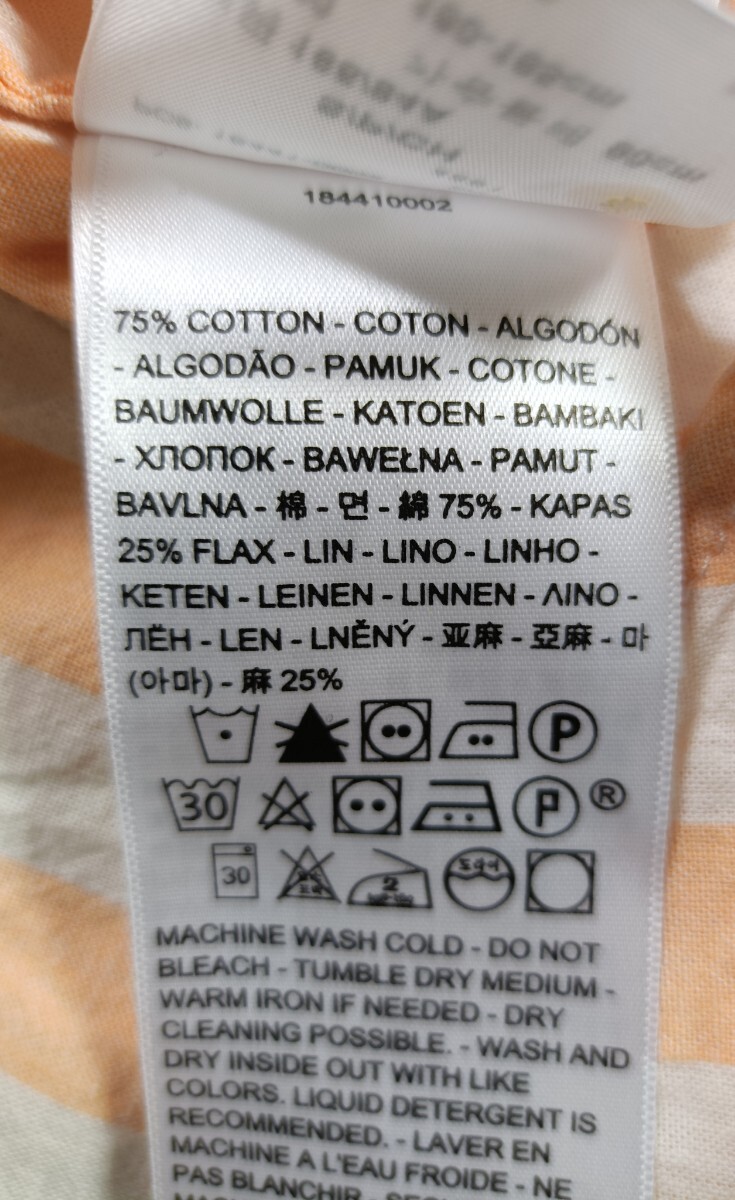 184410002
75% COTTON - COTON - ALGODÓN
- ALGODÃO - PAMUK - COTONE -
BAUMWOLLE - KATOEN - BAMBAKI
- ХЛОПОК - BAWEŁNA - PAMUT -
BAVLNA - 棉 - 면 - 綿 75% - KAPAS
25% FLAX - LIN - LINO - LINHO -
KETEN - LEINEN - LINNEN - ΛΙΝΟ -
ЛЁН - LEN - LNĚNÝ - 亚麻 - 亞麻 - 마
(아마) - 麻 25%
P
30 P ®
30 2
MACHINE WASH COLD - DO NOT
BLEACH - TUMBLE DRY MEDIUM -
WARM IRON IF NEEDED - DRY
CLEANING POSSIBLE. - WASH AND
DRY INSIDE OUT WITH LIKE
COLORS. LIQUID DETERGENT IS
RECOMMENDED. - LAVER EN
MACHINE A L'EAU FROIDE - NE
PAS BLANCHIR